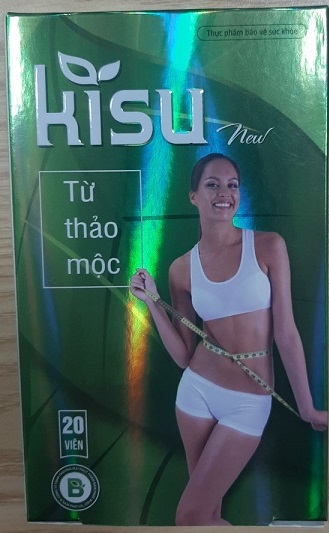 Thực phẩm bảo vệ sức khỏe
kisu
New
Từ
thảo
mộc
20
VIÊN
B